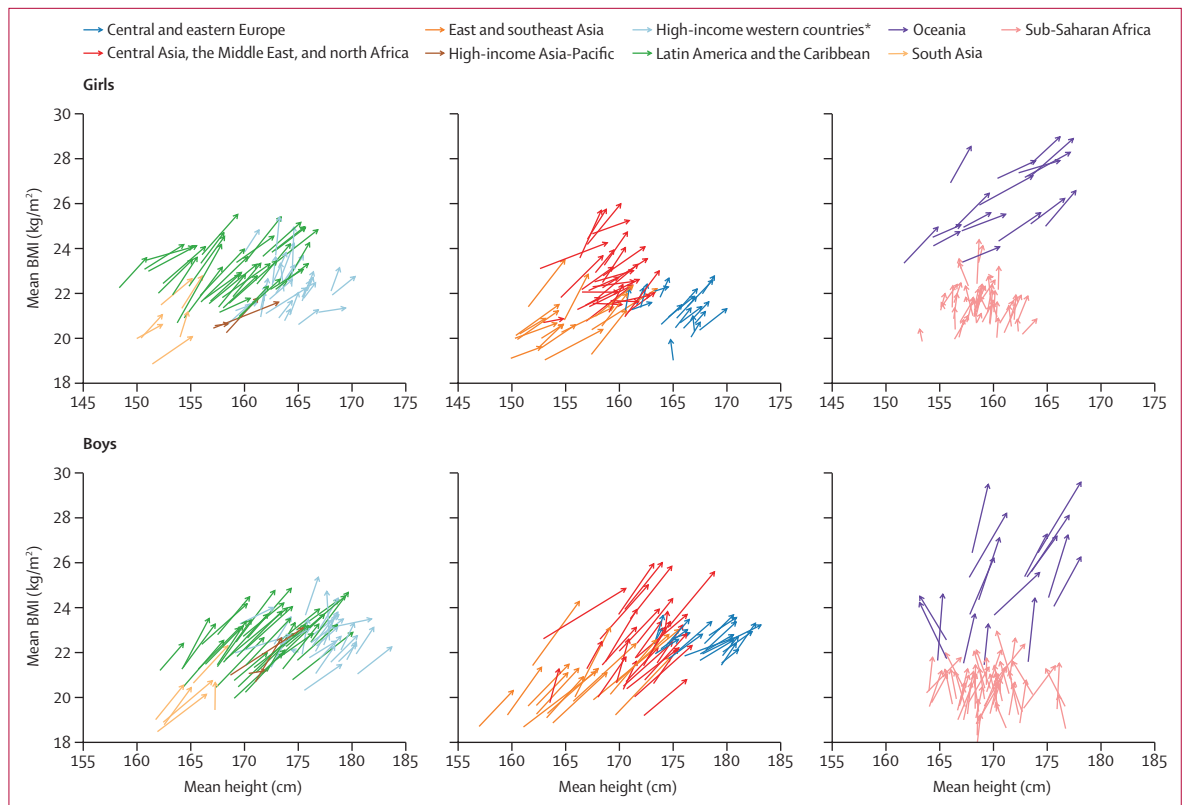 Central and eastern Europe East and southeast Asia High-income western countries* Oceania Sub-Saharan Africa
Central Asia, the Middle East, and north Africa High-income Asia-Pacific Latin America and the Caribbean South Asia
Girls
30
28
26
24
22
20
18
Mean BMI (kg/m²)
145 150 155 160 165 170 175 145 150 155 160 165 170 175 145 150 155 160 165 170 175
Boys
30
28
26
24
22
20
18
Mean BMI (kg/m²)
155 160 165 170 175 180 185 155 160 165 170 175 180 185 155 160 165 170 175 180 185
Mean height (cm) Mean height (cm) Mean height (cm)